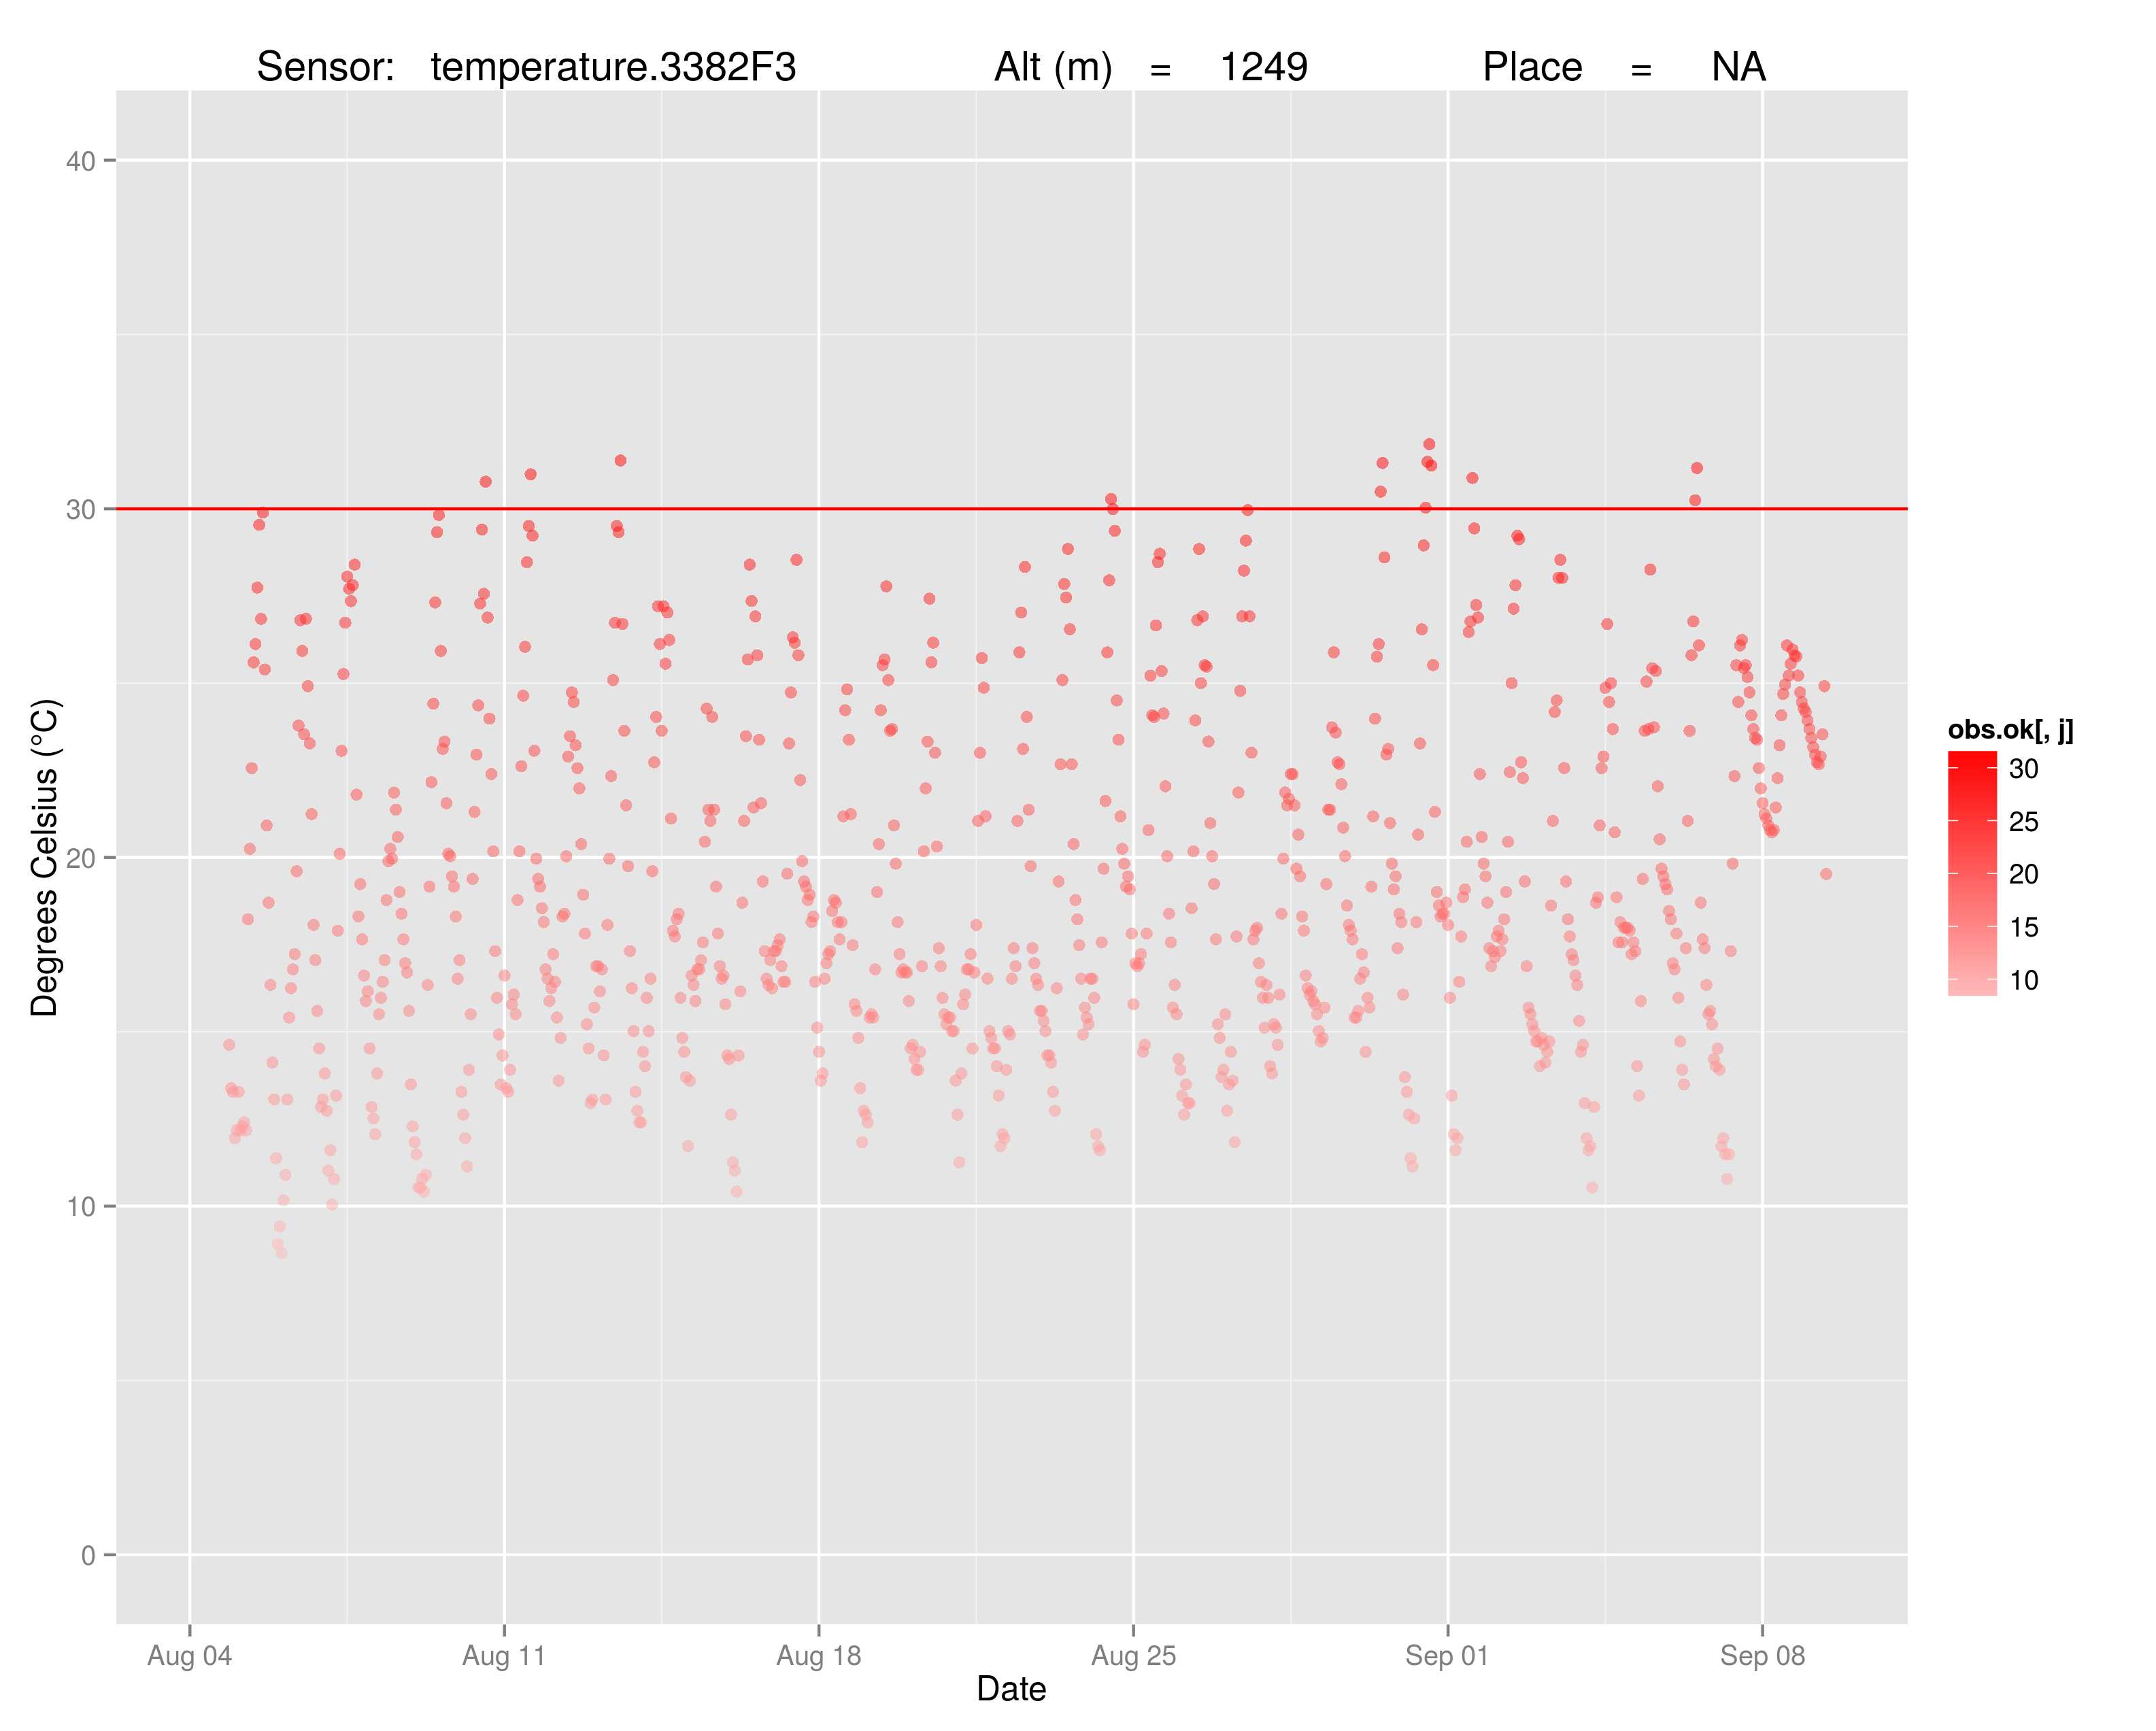 Sensor: temperature.3382F3 Alt (m) = 1249 Place = NA
Degrees Celsius (°C)
40
30
20
10
0
Aug 04 Aug 11 Aug 18 Aug 25 Sep 01 Sep 08
Date
obs.ok[, j]
30
25
20
15
10